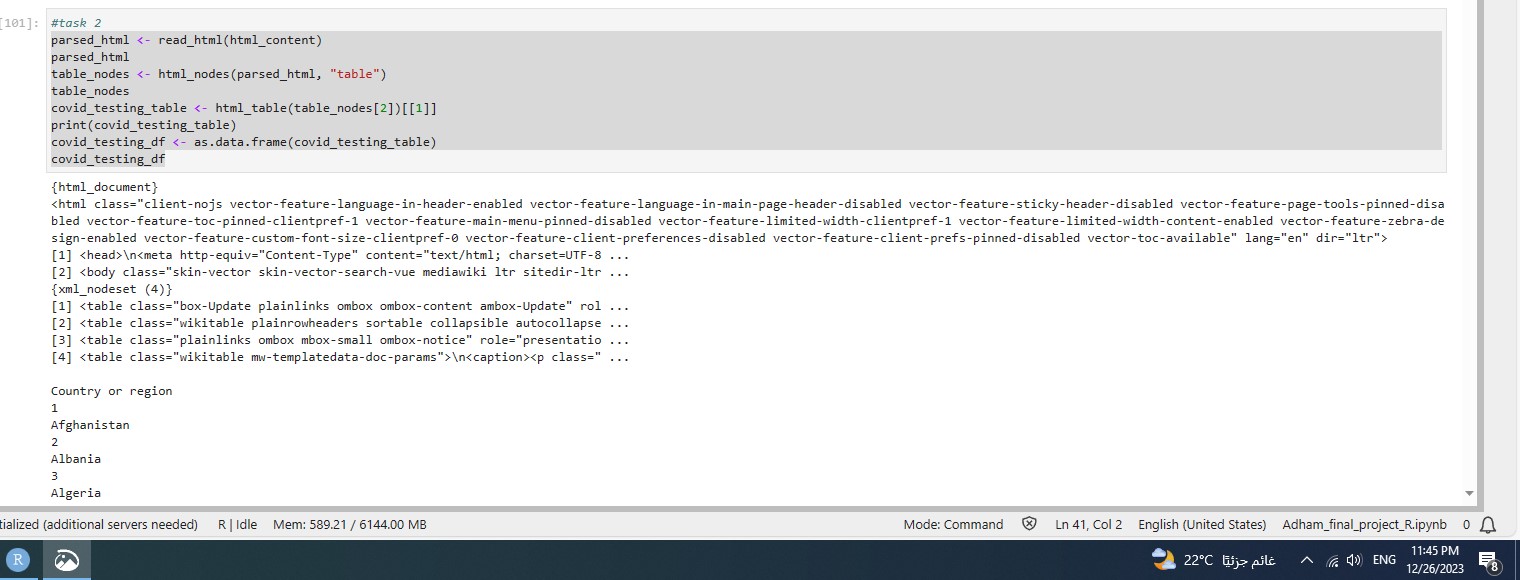 [101]:
#task 2
parsed_html <- read_html(html_content)
parsed_html
table_nodes <- html_nodes(parsed_html, "table")
table_nodes
covid_testing_table <- html_table(table_nodes[2])[[1]]
print(covid_testing_table)
covid_testing_df <- as.data.frame(covid_testing_table)
covid_testing_df
{html_document}
<html class="client-nojs vector-feature-language-in-header-enabled vector-feature-language-in-main-page-header-disabled vector-feature-sticky-header-disabled vector-feature-page-tools-pinned-disa
bled vector-feature-toc-pinned-clientpref-1 vector-feature-main-menu-pinned-disabled vector-feature-limited-width-clientpref-1 vector-feature-limited-width-content-enabled vector-feature-zebra-de
sign-enabled vector-feature-custom-font-size-clientpref-0 vector-feature-client-preferences-disabled vector-feature-client-prefs-pinned-disabled vector-toc-available" lang="en" dir="ltr">
[1] <head>\n<meta http-equiv="Content-Type" content="text/html; charset=UTF-8 ...
[2] <body class="skin-vector skin-vector-search-vue mediawiki ltr sitedir-ltr ...
{xml_nodeset (4)}
[1] <table class="box-Update plainlinks ombox ombox-content ambox-Update" rol ...
[2] <table class="wikitable plainrowheaders sortable collapsible autocollapse ...
[3] <table class="plainlinks ombox mbox-small ombox-notice" role="presentatio ...
[4] <table class="wikitable mw-templatedata-doc-params">\n<caption><p class=" ...
Country or region
1
Afghanistan
2
Albania
3
Algeria
tialized (additional servers needed) R | Idle Mem: 589.21 / 6144.00 MB Mode: Command Ln 41, Col 2 English (United States) Adham_final_project_R.ipynb 0
R 22°C غائم جزئيًا ENG 11:45 PM
12/26/2023 8